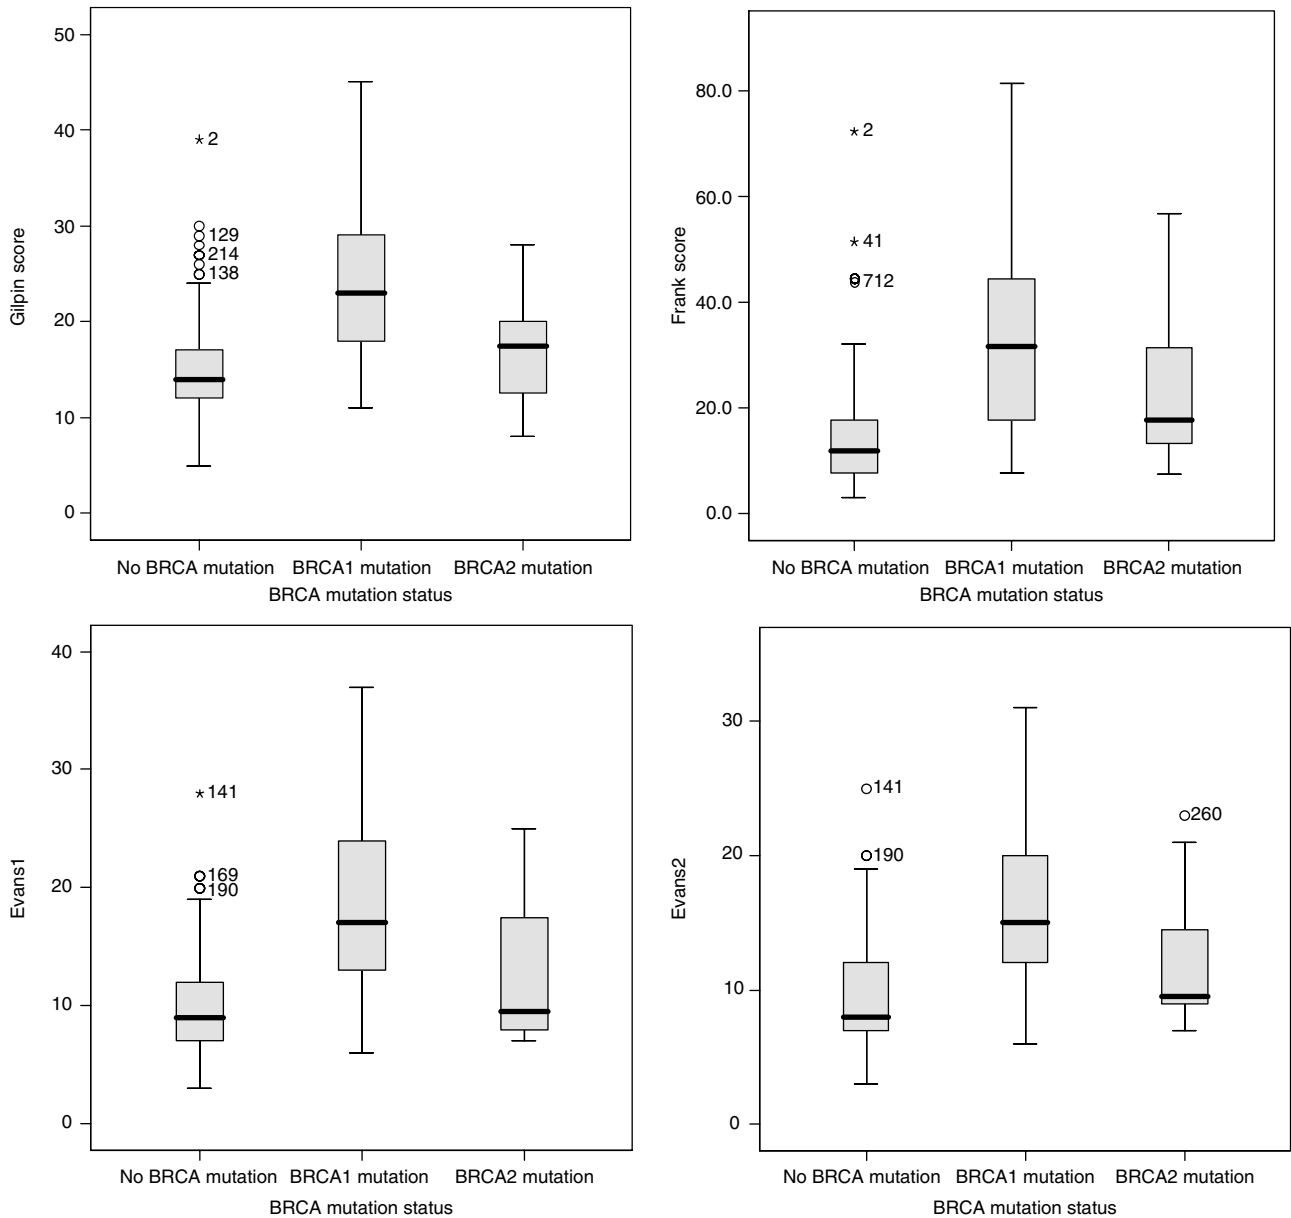 50
40
30
20
10
0
Gilpin score
2
129
214
138
No BRCA mutation BRCA1 mutation BRCA2 mutation
BRCA mutation status
80.0
60.0
40.0
20.0
0.0
Frank score
2
41
712
No BRCA mutation BRCA1 mutation BRCA2 mutation
BRCA mutation status
40
30
20
10
0
Evans1
141
169
190
No BRCA mutation BRCA1 mutation BRCA2 mutation
BRCA mutation status
30
20
10
0
Evans2
141
190
260
No BRCA mutation BRCA1 mutation BRCA2 mutation
BRCA mutation status